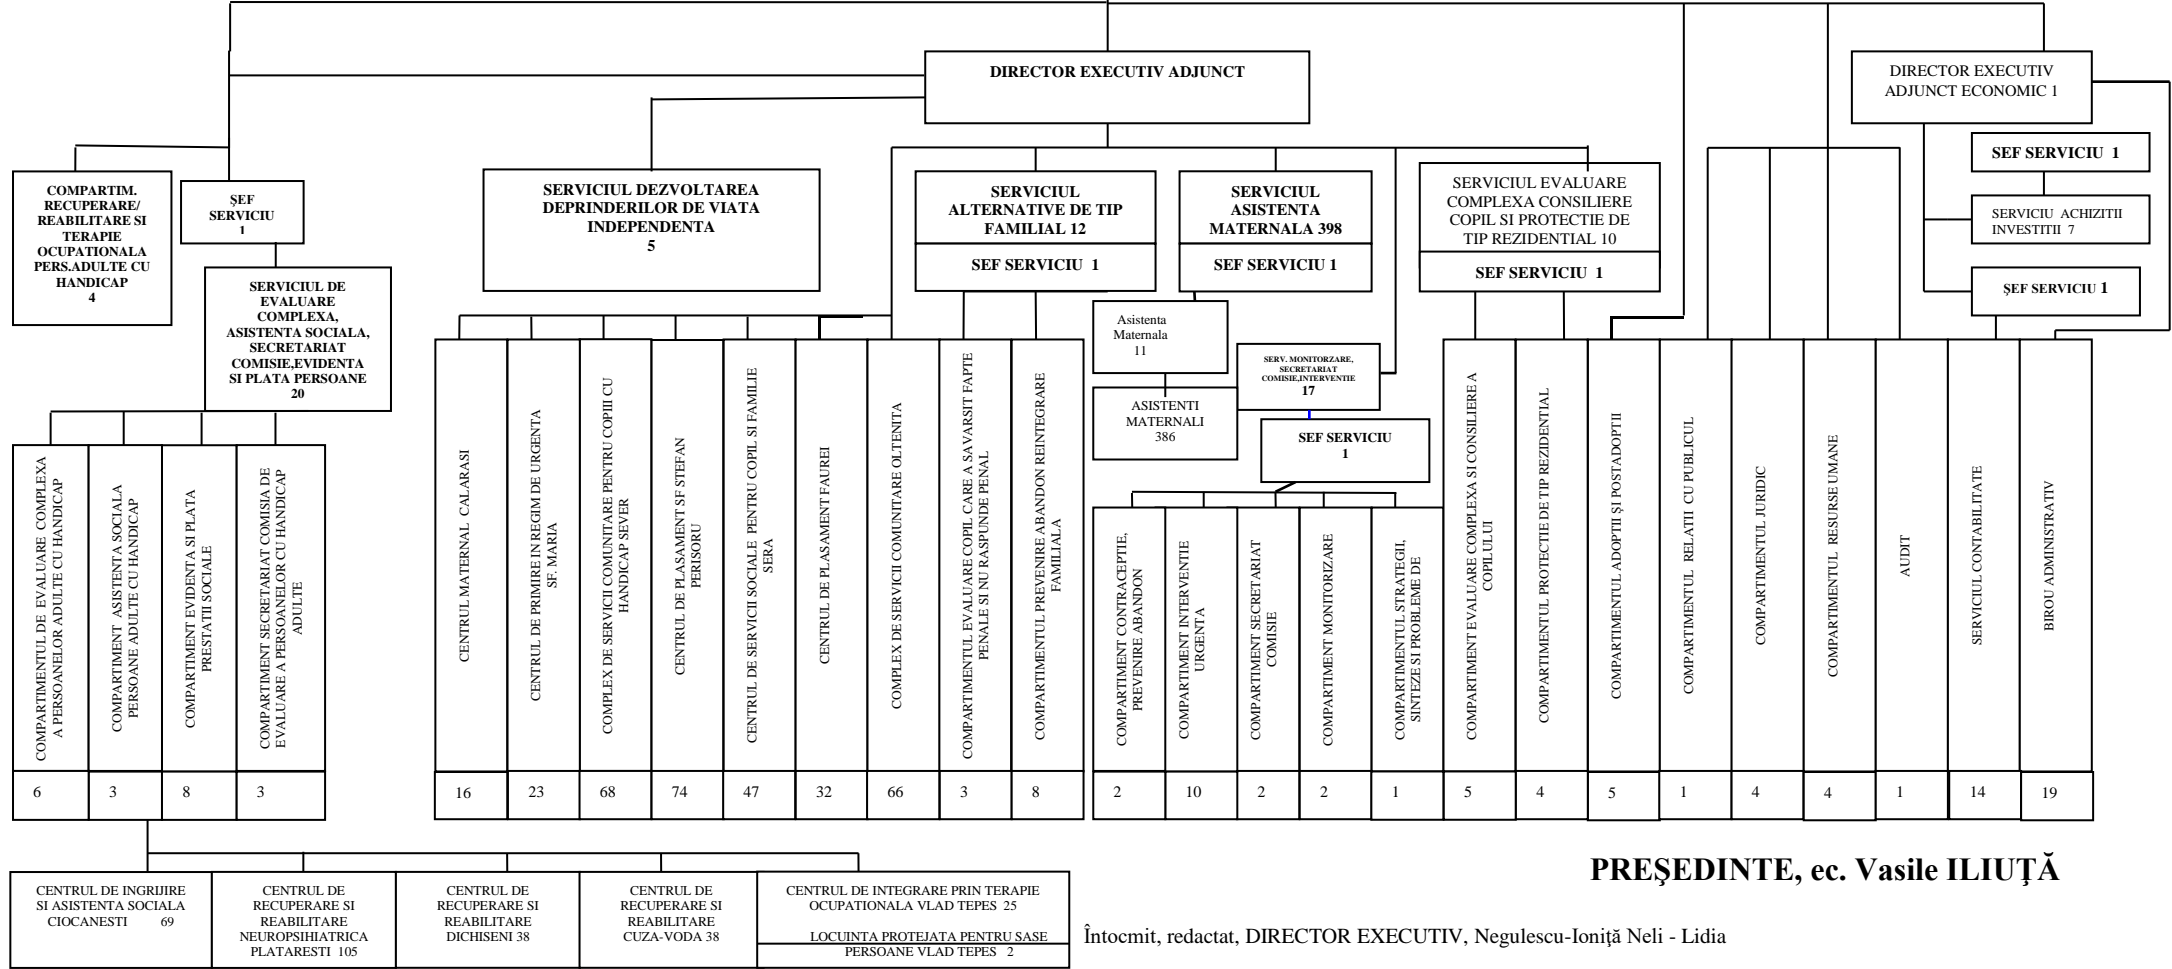 DIRECTOR EXECUTIV ADJUNCT
DIRECTOR EXECUTIV
ADJUNCT ECONOMIC 1
SEF SERVICIU 1
SERVICIU ACHIZITII
INVESTITII 7
ŞEF SERVICIU 1
COMPARTIM.
RECUPERARE/
REABILITARE SI
TERAPIE
OCUPATIONALA
PERS.ADULTE CU
HANDICAP
4
ŞEF
SERVICIU
1
SERVICIUL DE
EVALUARE
COMPLEXA,
ASISTENTA SOCIALA,
SECRETARIAT
COMISIE,EVIDENTA
SI PLATA PERSOANE
20
SERVICIUL DEZVOLTAREA
DEPRINDERILOR DE VIATA
INDEPENDENTA
5
SERVICIUL
ALTERNATIVE DE TIP
FAMILIAL 12
SEF SERVICIU 1
SERVICIUL
ASISTENTA
MATERNALA 398
SEF SERVICIU 1
SERVICIUL EVALUARE
COMPLEXA CONSILIERE
COPIL SI PROTECTIE DE
TIP REZIDENTIAL 10
SEF SERVICIU 1
Asistenta
Maternala
11
ASISTENTI
MATERNALI
386
SERV. MONITORZARE,
SECRETARIAT
COMISIE,INTERVENTIE
17
SEF SERVICIU
1
COMPARTIMENTUL DE EVALUARE COMPLEXA
A PERSOANELOR ADULTE CU HANDICAP
6
COMPARTIMENT ASISTENTA SOCIALA
PERSOANE ADULTE CU HANDICAP
3
COMPARTIMENT EVIDENTA SI PLATA
PRESTATII SOCIALE
8
COMPARTIMENT SECRETARIAT COMISIA DE
EVALUARE A PERSOANELOR CU HANDICAP
ADULTE
3
CENTRUL MATERNAL CALARASI
16
CENTRUL DE PRIMIRE IN REGIM DE URGENTA
SF. MARIA
23
COMPLEX DE SERVICII COMUNITARE PENTRU COPIII CU
HANDICAP SEVER
68
CENTRUL DE PLASAMENT SF STEFAN
PERISORU
74
CENTRUL DE SERVICII SOCIALE PENTRU COPIL SI FAMILIE
SERA
47
CENTRUL DE PLASAMENT FAUREI
32
COMPLEX DE SERVICII COMUNITARE OLTENITA
66
COMPARTIMENTUL EVALUARE COPIL CARE A SAVARSIT FAPTE
PENALE SI NU RASPUNDE PENAL
3
COMPARTIMENTUL PREVENIRE ABANDON REINTEGRARE
FAMILIALA
8
COMPARTIMENT CONTRACEPTIE,
PREVENIRE ABANDON
2
COMPARTIMENT INTERVENTIE
URGENTA
10
COMPARTIMENT SECRETARIAT
COMISIE
2
COMPARTIMENT MONITORIZARE
2
COMPARTIMENTUL STRATEGII,
SINTEZE SI PROBLEME DE
1
COMPARTIMENT EVALUARE COMPLEXA SI CONSILIERE A
COPILULUI
5
COMPARTIMENTUL PROTECTIE DE TIP REZIDENTIAL
4
COMPARTIMENTUL ADOPTII ŞI POSTADOPTII
5
COMPARTIMENTUL RELATII CU PUBLICUL
1
COMPARTIMENTUL JURIDIC
4
COMPARTIMENTUL RESURSE UMANE
4
AUDIT
1
SERVICIUL CONTABILITATE
14
BIROU ADMINISTRATIV
19
CENTRUL DE INGRIJIRE
SI ASISTENTA SOCIALA
CIOCANESTI 69
CENTRUL DE
RECUPERARE SI
REABILITARE
NEUROPSIHIATRICA
PLATARESTI 105
CENTRUL DE
RECUPERARE SI
REABILITARE
DICHISENI 38
CENTRUL DE
RECUPERARE SI
REABILITARE
CUZA-VODA 38
CENTRUL DE INTEGRARE PRIN TERAPIE
OCUPATIONALA VLAD TEPES 25
LOCUINTA PROTEJATA PENTRU SASE
PERSOANE VLAD TEPES 2
PREŞEDINTE, ec. Vasile ILIUŢĂ
Întocmit, redactat, DIRECTOR EXECUTIV, Negulescu-Ioniţă Neli - Lidia